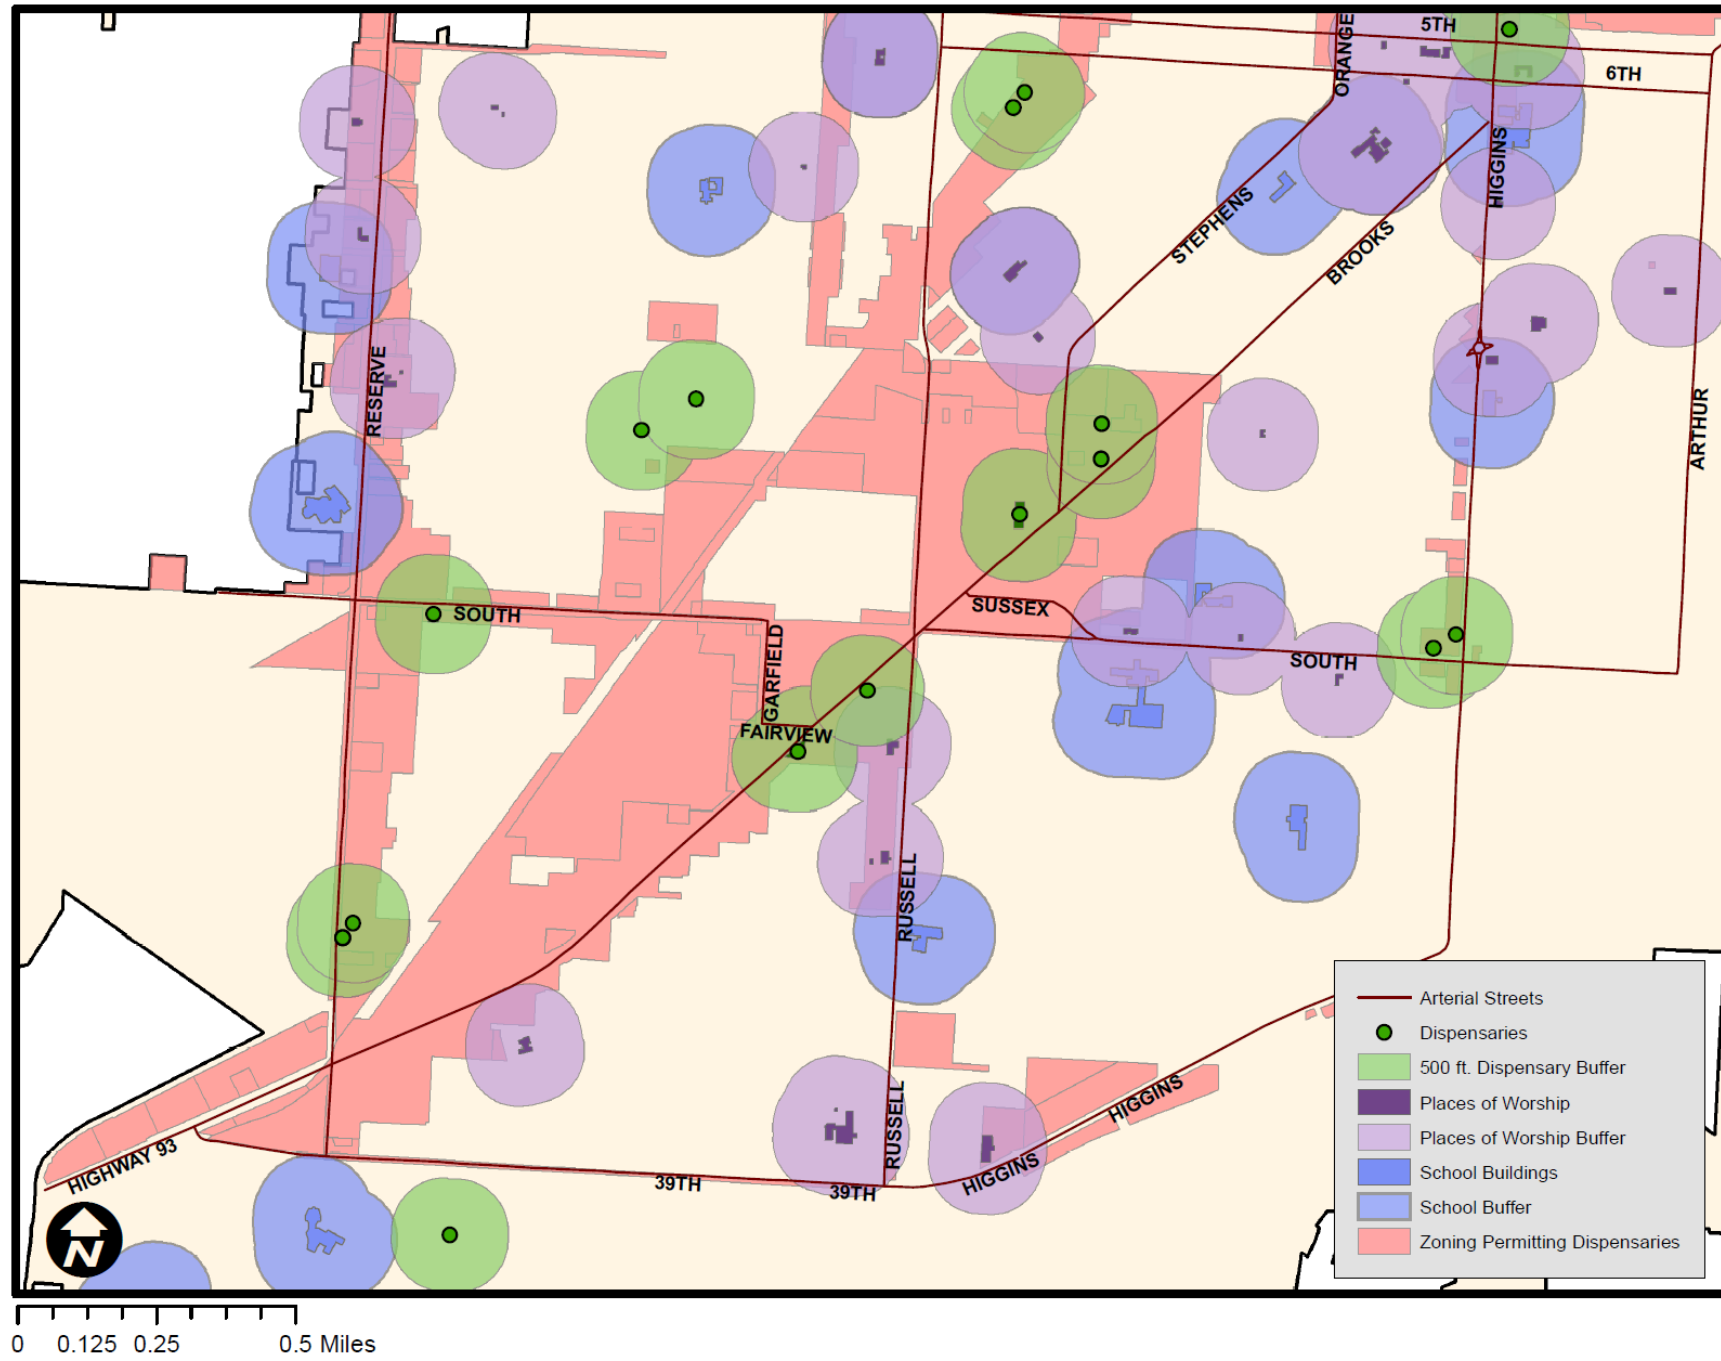 5TH
6TH
ORANGE
HIGGINS
STEPHENS
BROOKS
RESERVE
ARTHUR
SOUTH
SUSSEX
SOUTH
GARFIELD
FAIRVIEW
RUSSELL
RUSSELL
HIGGINS
HIGGINS
HIGHWAY 93
39TH
39TH
N
Arterial Streets
Dispensaries
500 ft. Dispensary Buffer
Places of Worship
Places of Worship Buffer
School Buildings
School Buffer
Zoning Permitting Dispensaries
0 0.125 0.25 0.5 Miles